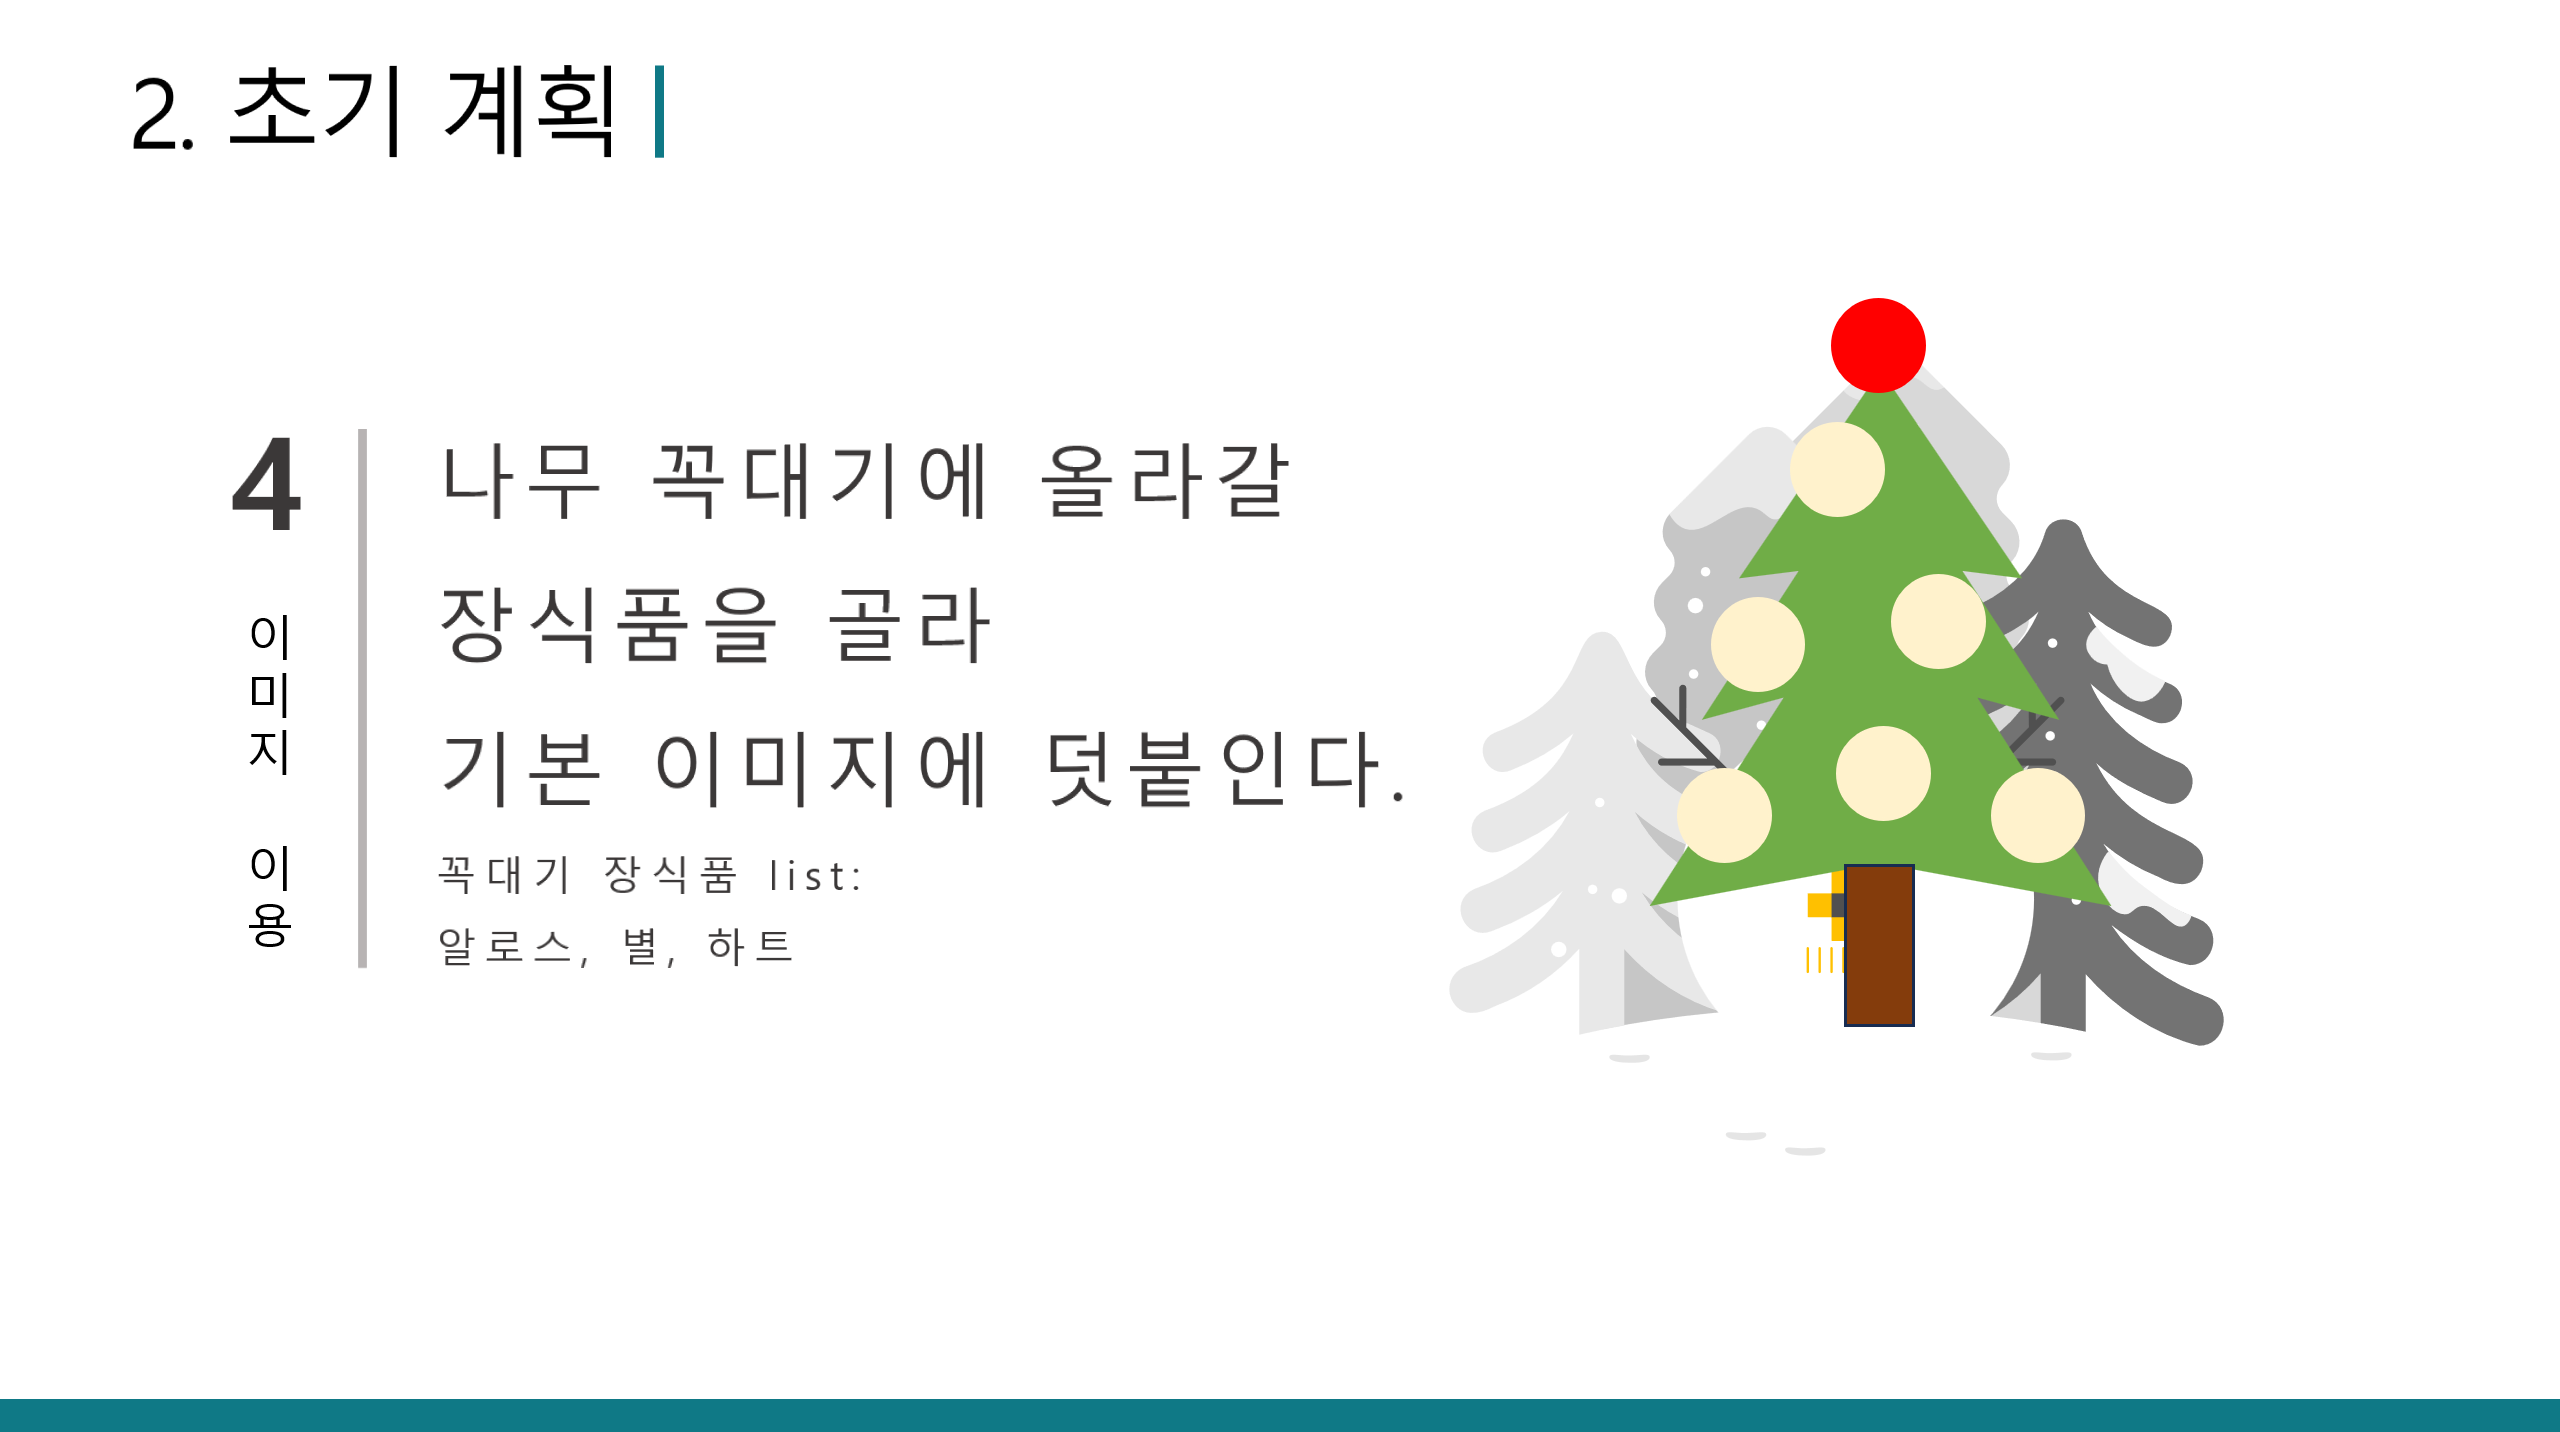 2. 초기 계획
4
이미지 이용
나무 꼭대기에 올라갈
장식품을 골라
기본 이미지에 덧붙인다.
꼭대기 장식품 list:
알로스, 별, 하트